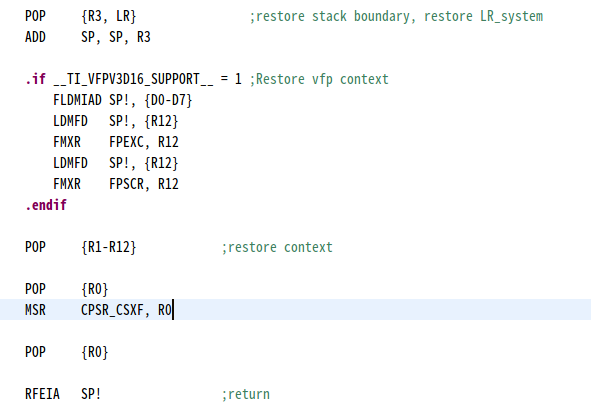 POP     {R3, LR}                ;restore stack boundary, restore LR_system
ADD     SP, SP, R3
.if __TI_VFPV3D16_SUPPORT__ = 1 ;Restore vfp context
    FLDMIAD SP!, {D0-D7}
    LDMFD   SP!, {R12}
    FMXR    FPEXC, R12
    LDMFD   SP!, {R12}
    FMXR    FPSCR, R12
.endif
POP     {R1-R12}            ;restore context
POP     {R0}
MSR     CPSR_CSXF, R0
POP     {R0}
RFEIA   SP!                 ;return